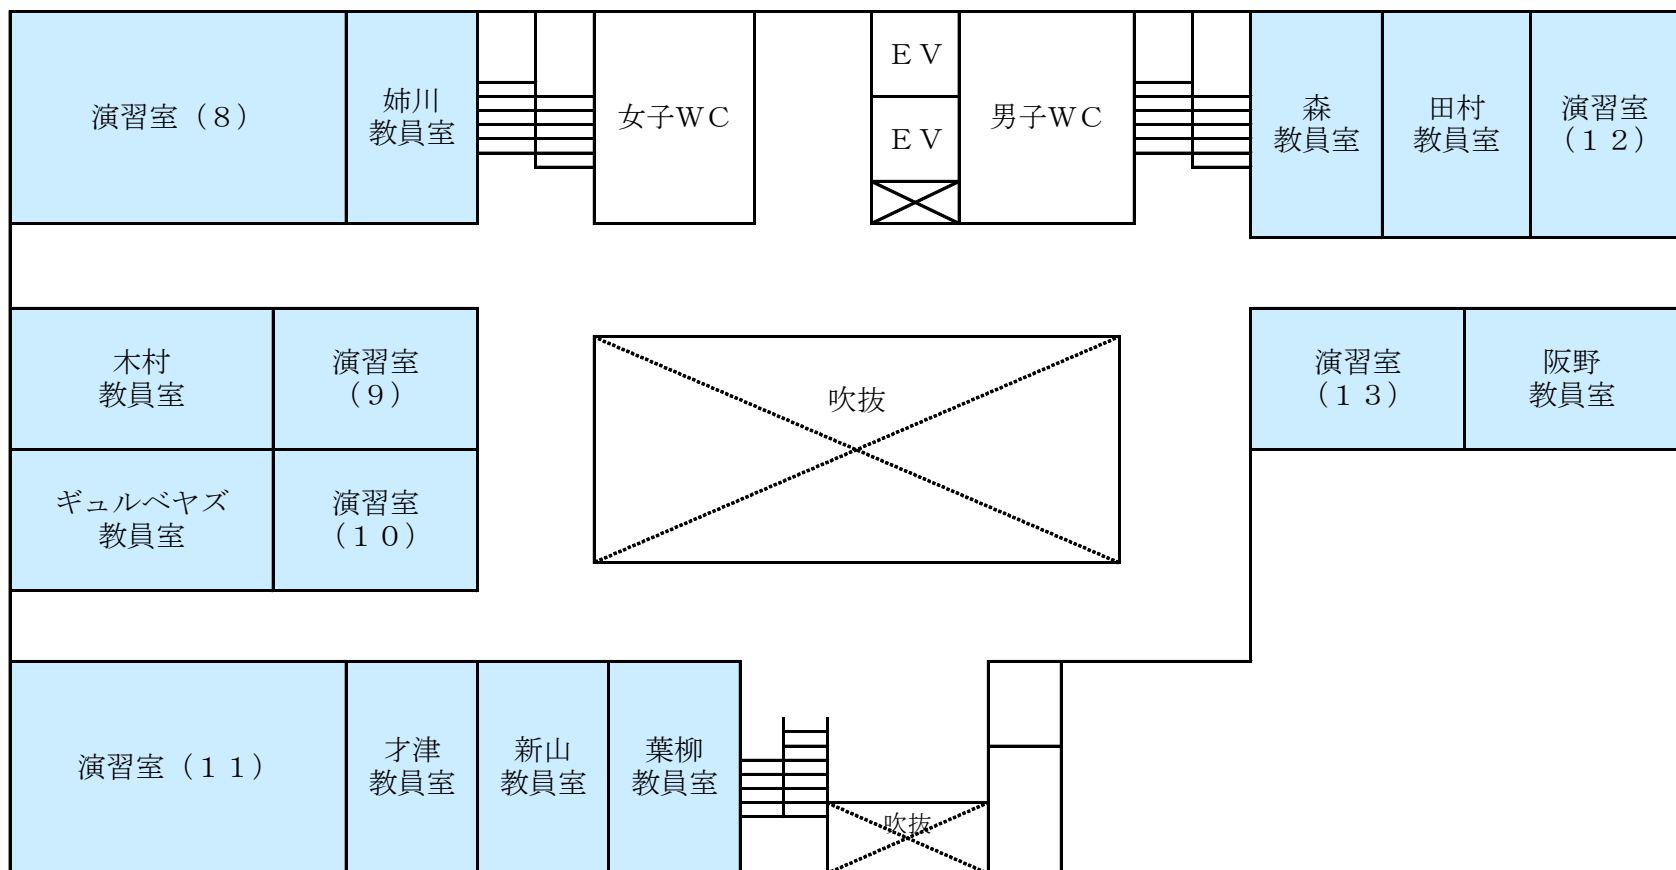 演習室（８）
姉川
教員室
女子ＷＣ
ＥＶ
ＥＶ
男子ＷＣ
森
教員室
田村
教員室
演習室
（１２）
木村
教員室
演習室
（９）
吹抜
演習室
（１３）
阪野
教員室
ギュルベヤズ
教員室
演習室
（１０）
演習室（１１）
才津
教員室
新山
教員室
葉柳
教員室
吹抜